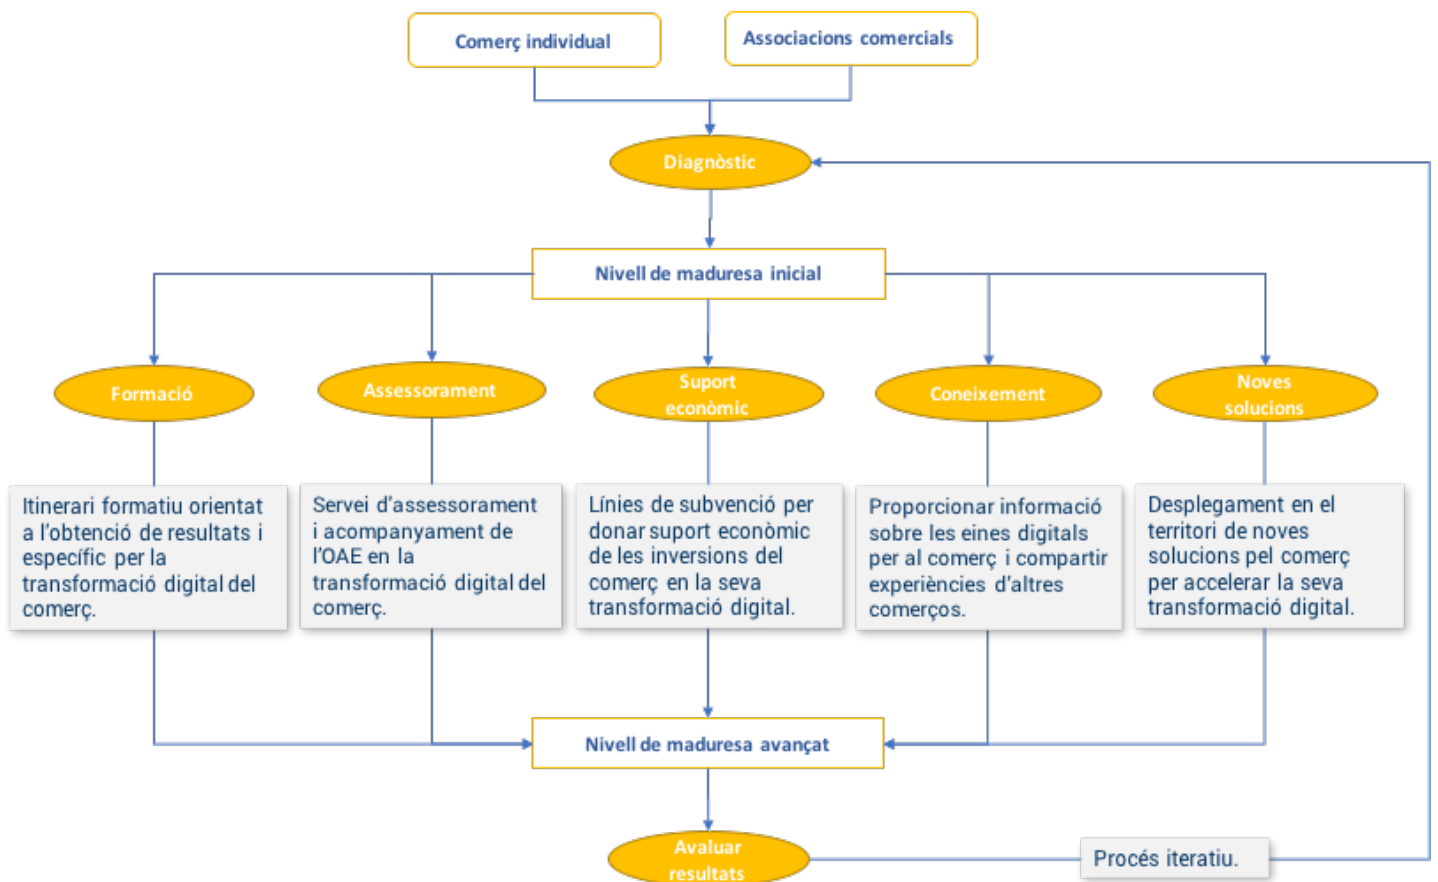 Comerç individual
Associacions comercials
Diagnòstic
Nivell de maduresa inicial
Formació
Assessorament
Suport
econòmic
Coneixement
Noves
solucions
Itinerari formatiu orientat
a l'obtenció de resultats i
específic per la
transformació digital del
comerç.
Servei d'assessorament
i acompanyament de
l'OAE en la
transformació digital del
comerç.
Línies de subvenció per
donar suport econòmic
de les inversions del
comerç en la seva
transformació digital.
Proporcionar informació
sobre les eines digitals
per al comerç i compartir
experiències d'altres
comerços.
Desplegament en el
territori de noves
solucions pel comerç
per accelerar la seva
transformació digital.
Nivell de maduresa avançat
Avaluar
resultats
Procés iteratiu.